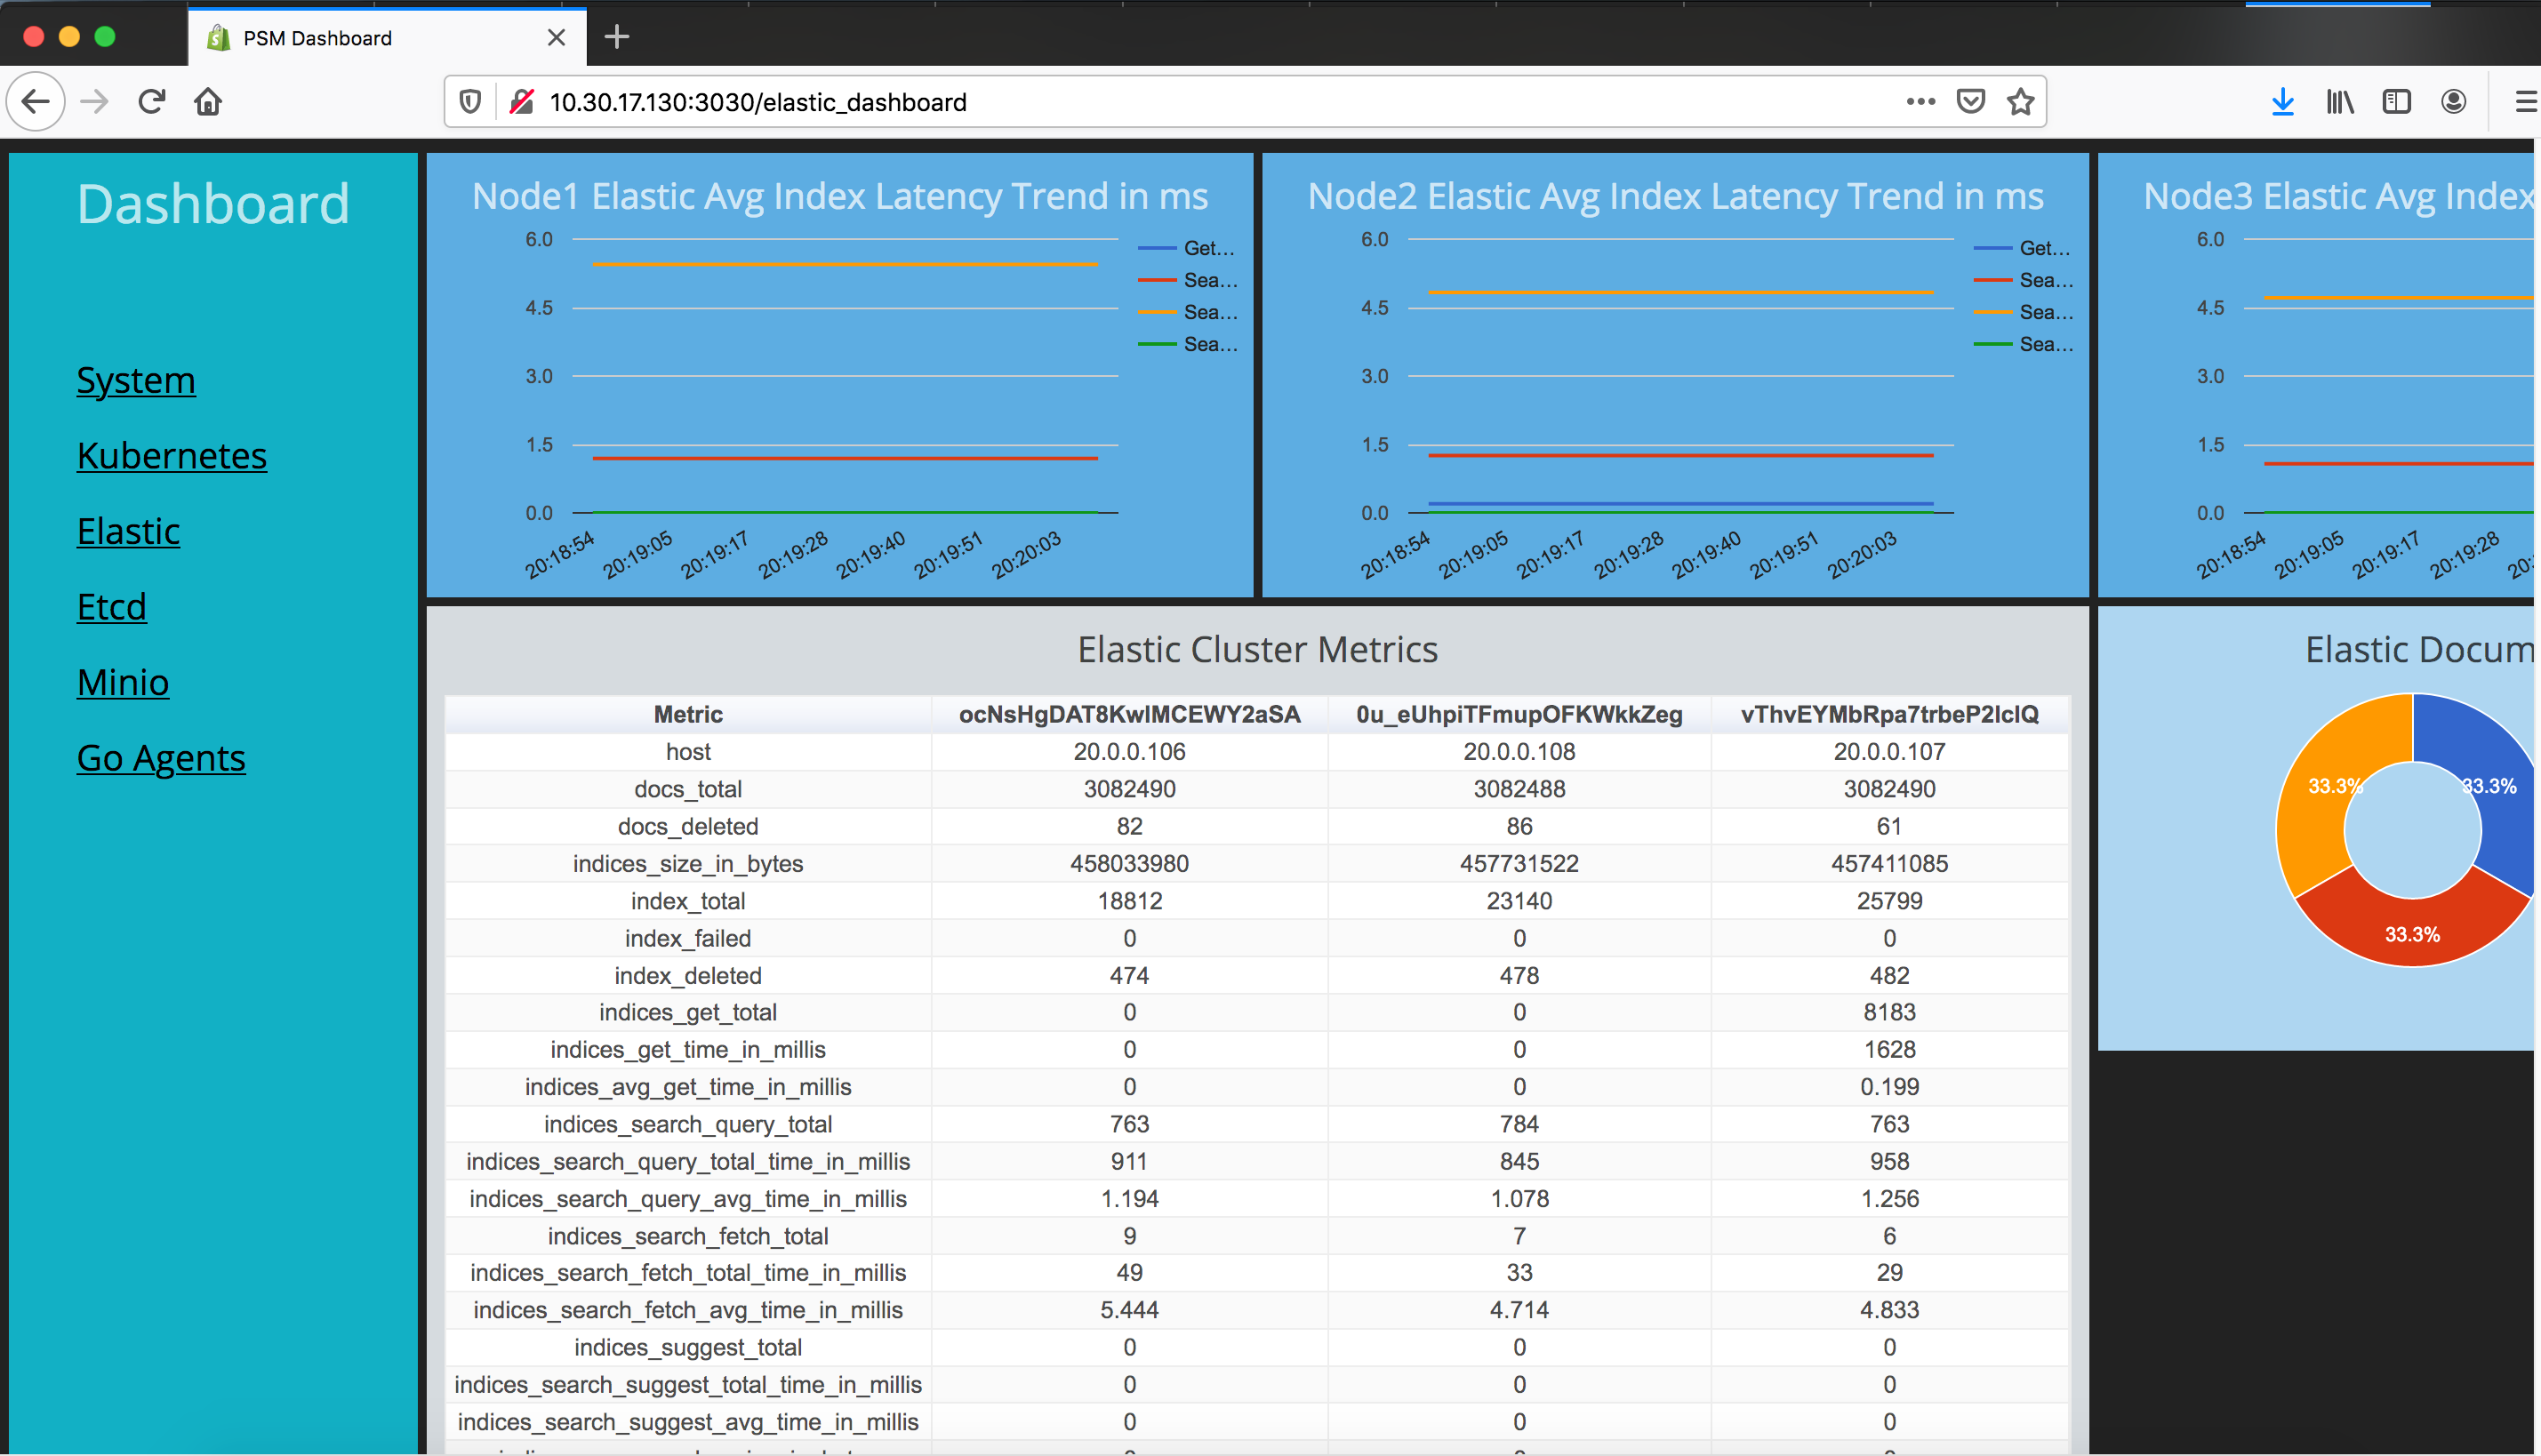 PSM Dashboard
10.30.17.130:3030/elastic_dashboard
Dashboard
System
Kubernetes
Elastic
Etcd
Minio
Go Agents
Node1 Elastic Avg Index Latency Trend in ms
6.0
4.5
3.0
1.5
0.0
20:18:54 20:19:05 20:19:17 20:19:28 20:19:40 20:19:51 20:20:03
Get...
Sea...
Sea...
Sea...
Node2 Elastic Avg Index Latency Trend in ms
6.0
4.5
3.0
1.5
0.0
20:18:54 20:19:05 20:19:17 20:19:28 20:19:40 20:19:51 20:20:03
Get...
Sea...
Sea...
Sea...
Node3 Elastic Avg Index
6.0
4.5
3.0
1.5
0.0
20:18:54 20:19:05 20:19:17 20:19:28 20:
Elastic Cluster Metrics
Metric ocNsHgDAT8KwIMCEWY2aSA 0u_eUhpiTFmupOFKWkkZeg vThvEYMbRpa7trbeP2IcIQ
host 20.0.0.106 20.0.0.108 20.0.0.107
docs_total 3082490 3082488 3082490
docs_deleted 82 86 61
indices_size_in_bytes 458033980 457731522 457411085
index_total 18812 23140 25799
index_failed 0 0 0
index_deleted 474 478 482
indices_get_total 0 0 8183
indices_get_time_in_millis 0 0 1628
indices_avg_get_time_in_millis 0 0 0.199
indices_search_query_total 763 784 763
indices_search_query_total_time_in_millis 911 845 958
indices_search_query_avg_time_in_millis 1.194 1.078 1.256
indices_search_fetch_total 9 7 6
indices_search_fetch_total_time_in_millis 49 33 29
indices_search_fetch_avg_time_in_millis 5.444 4.714 4.833
indices_suggest_total 0 0 0
indices_search_suggest_total_time_in_millis 0 0 0
indices_search_suggest_avg_time_in_millis 0 0 0
Elastic Docum
33.3% 33.3%
33.3%